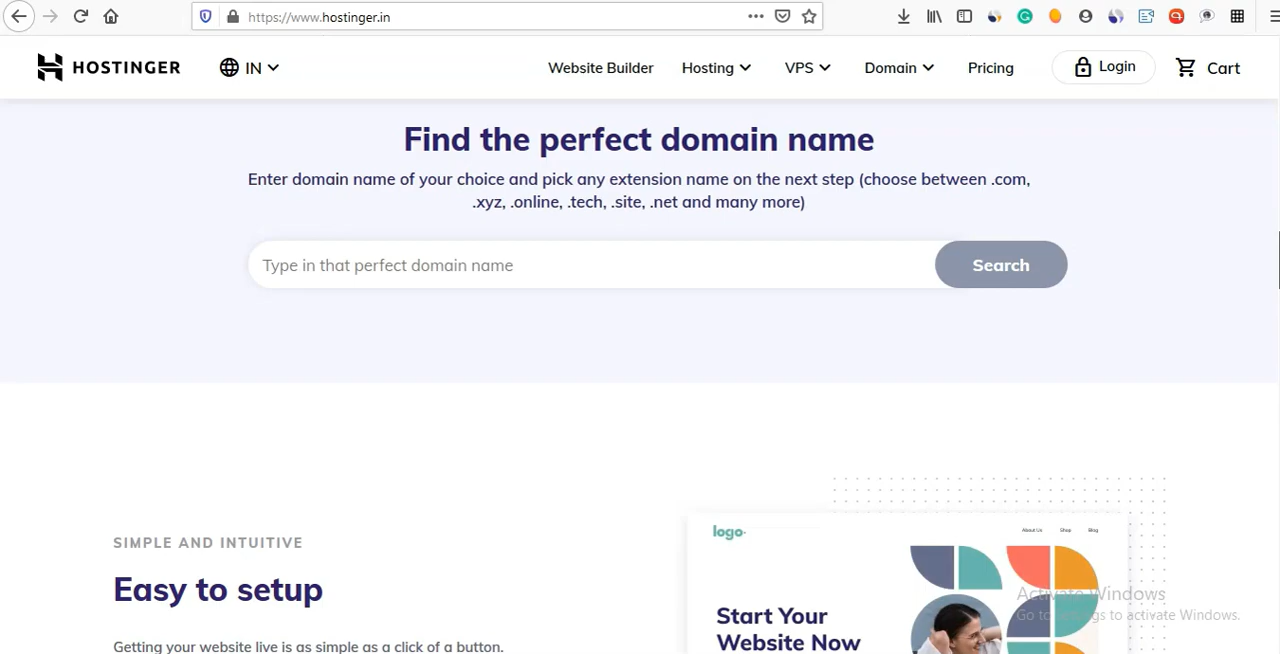 https://www.hostinger.in
HOSTINGER
IN
Website Builder
Hosting
VPS
Domain
Pricing
Login
Cart
Find the perfect domain name
Enter domain name of your choice and pick any extension name on the next step (choose between .com,
.xyz, .online, .tech, .site, .net and many more)
Type in that perfect domain name
Search
SIMPLE AND INTUITIVE
Easy to setup
Getting your website live is as simple as a click of a button.
logo
About Us
Shop
Blog
Start Your
Website Now
Activate Windows
Go to Settings to activate Windows.